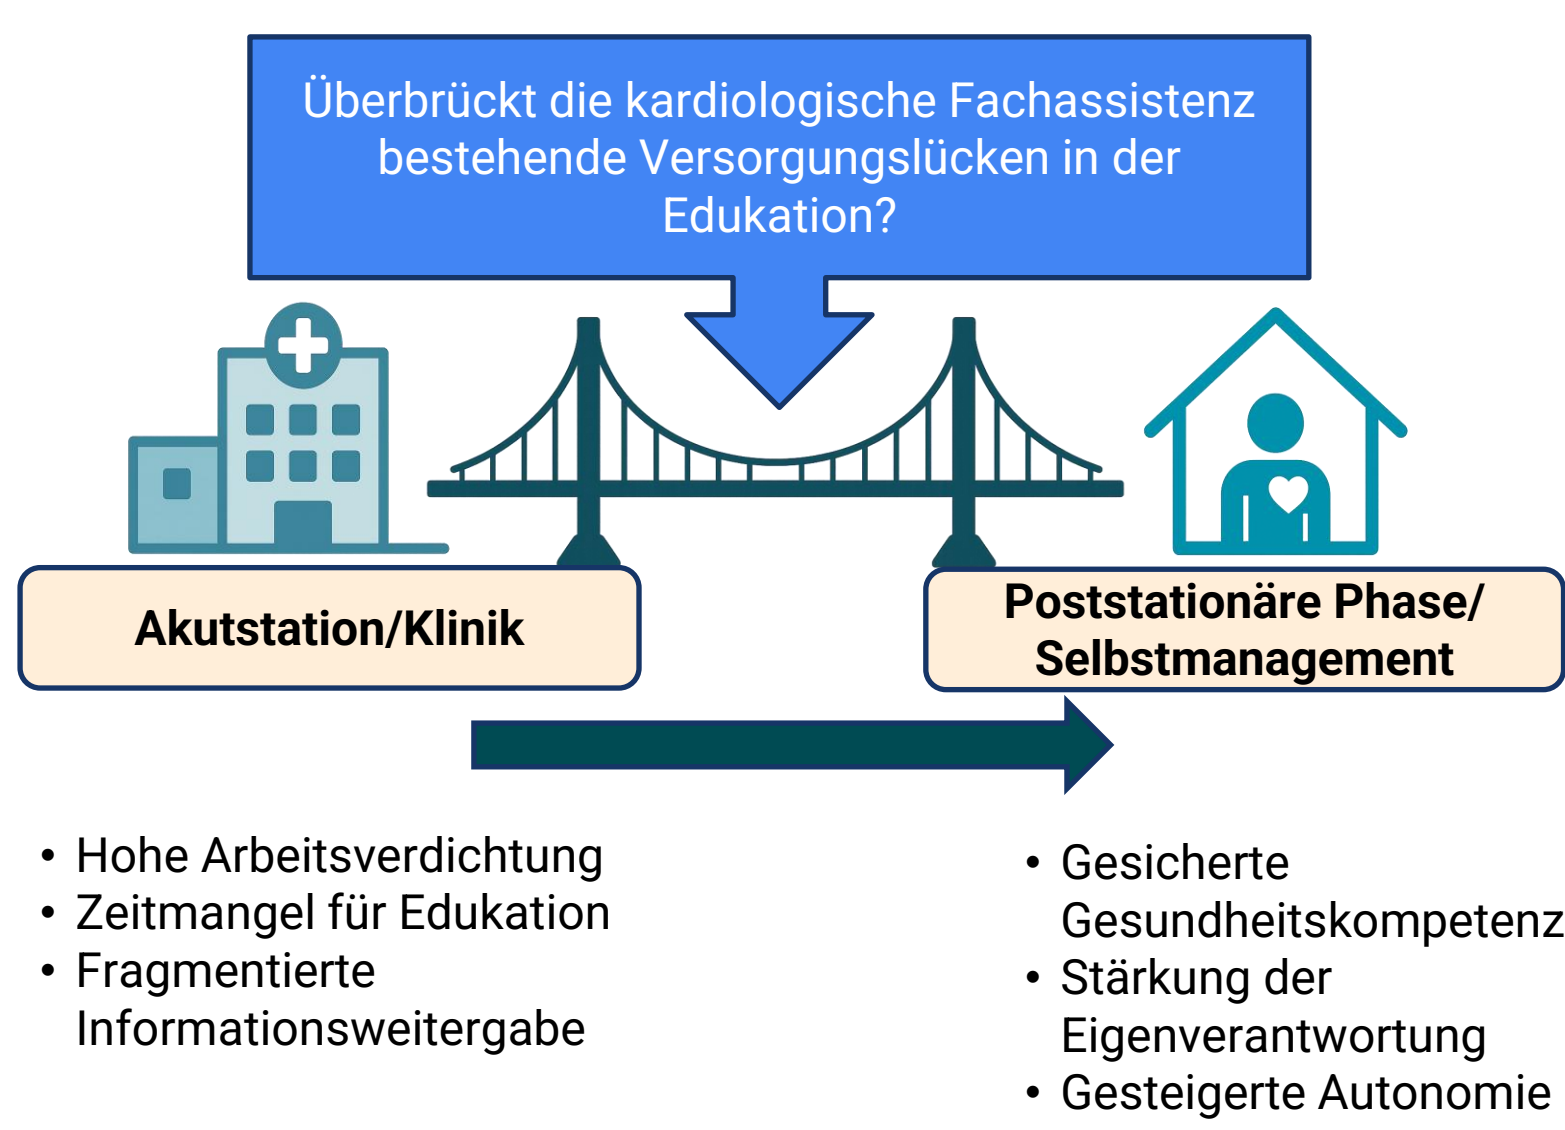 Überbrückt die kardiologische Fachassistenz
bestehende Versorgungslücken in der
Edukation?
Akutstation/Klinik
Poststationäre Phase/
Selbstmanagement
• Hohe Arbeitsverdichtung
• Zeitmangel für Edukation
• Fragmentierte
Informationsweitergabe
• Gesicherte
Gesundheitskompetenz
• Stärkung der
Eigenverantwortung
• Gesteigerte Autonomie